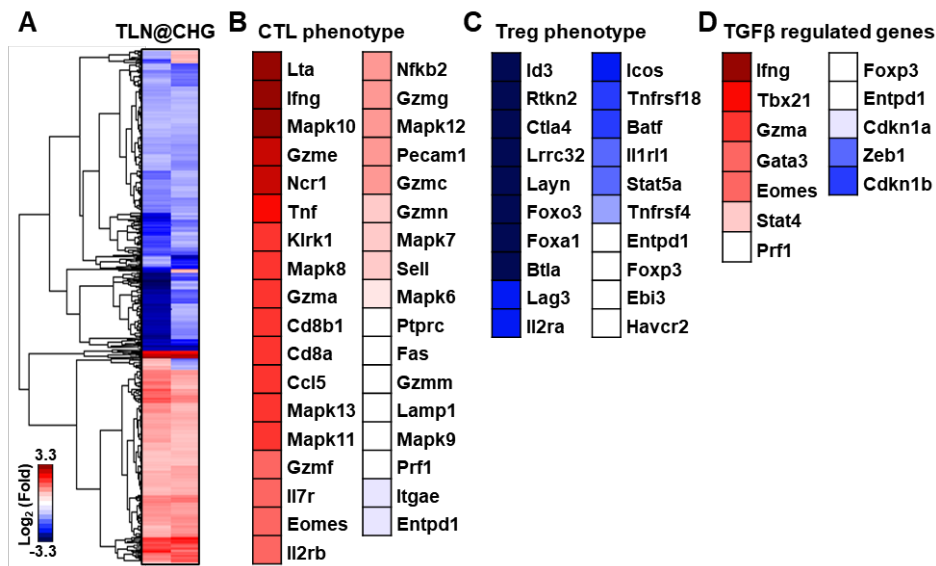 A
TLN@CHG
3.3
Log2 (Fold)
-3.3
B
CTL phenotype
Lta
Ifng
Mapk10
Gzme
Ncr1
Tnf
Klrk1
Mapk8
Gzma
Cd8b1
Cd8a
Ccl5
Mapk13
Mapk11
Gzmf
Il7r
Eomes
Il2rb
Nfkb2
Gzmg
Mapk12
Pecam1
Gzmc
Gzmn
Mapk7
Sell
Mapk6
Ptprc
Fas
Gzmm
Lamp1
Mapk9
Prf1
Itgae
Entpd1
C
Treg phenotype
Id3
Rtkn2
Ctla4
Lrrc32
Layn
Foxo3
Foxa1
Btla
Lag3
Il2ra
Icos
Tnfrsf18
Batf
Il1rl1
Stat5a
Tnfrsf4
Entpd1
Foxp3
Ebi3
Havcr2
D
TGFβ regulated genes
Ifng
Tbx21
Gzma
Gata3
Eomes
Stat4
Prf1
Foxp3
Entpd1
Cdkn1a
Zeb1
Cdkn1b